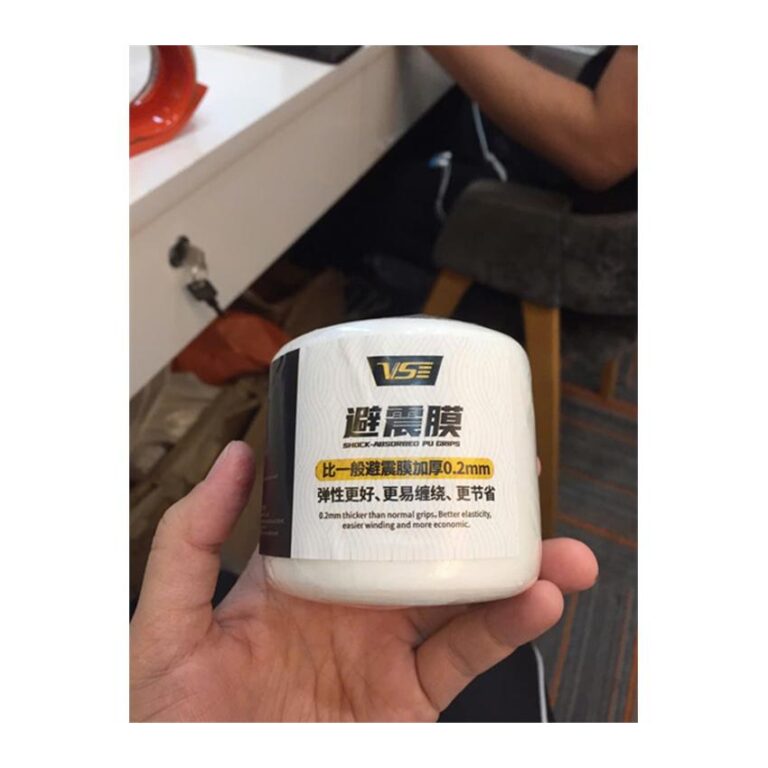 VSE
避震膜
SHOCK-ABSORBED PU GRIPS
比一般避震膜加厚0.2mm
弹性更好、更易缠绕、更节省
0.2mm thicker than normal grips. Better elasticity,
easier winding and more economic.